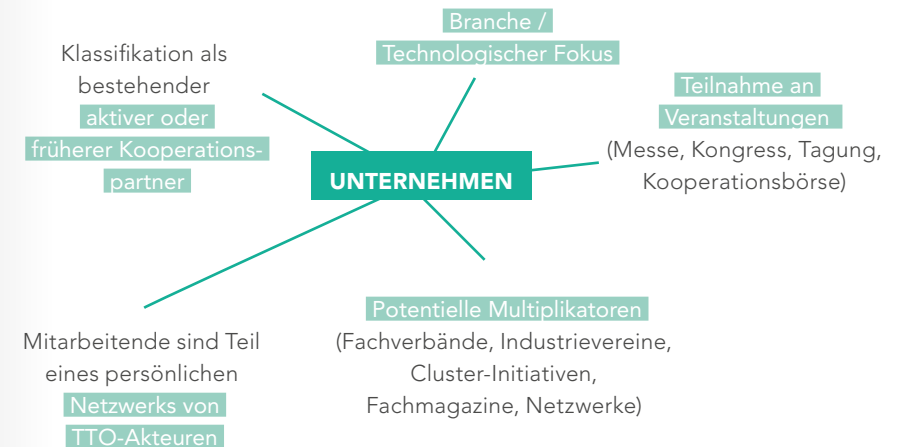 Branche /
Technologischer Fokus
Klassifikation als
bestehender
aktiver oder
früherer Kooperations-
partner
Teilnahme an
Veranstaltungen
(Messe, Kongress, Tagung,
Kooperationsbörse)
UNTERNEHMEN
Mitarbeitende sind Teil
eines persönlichen
Netzwerks von
TTO-Akteuren
Potentielle Multiplikatoren
(Fachverbände, Industrievereine,
Cluster-Initiativen,
Fachmagazine, Netzwerke)